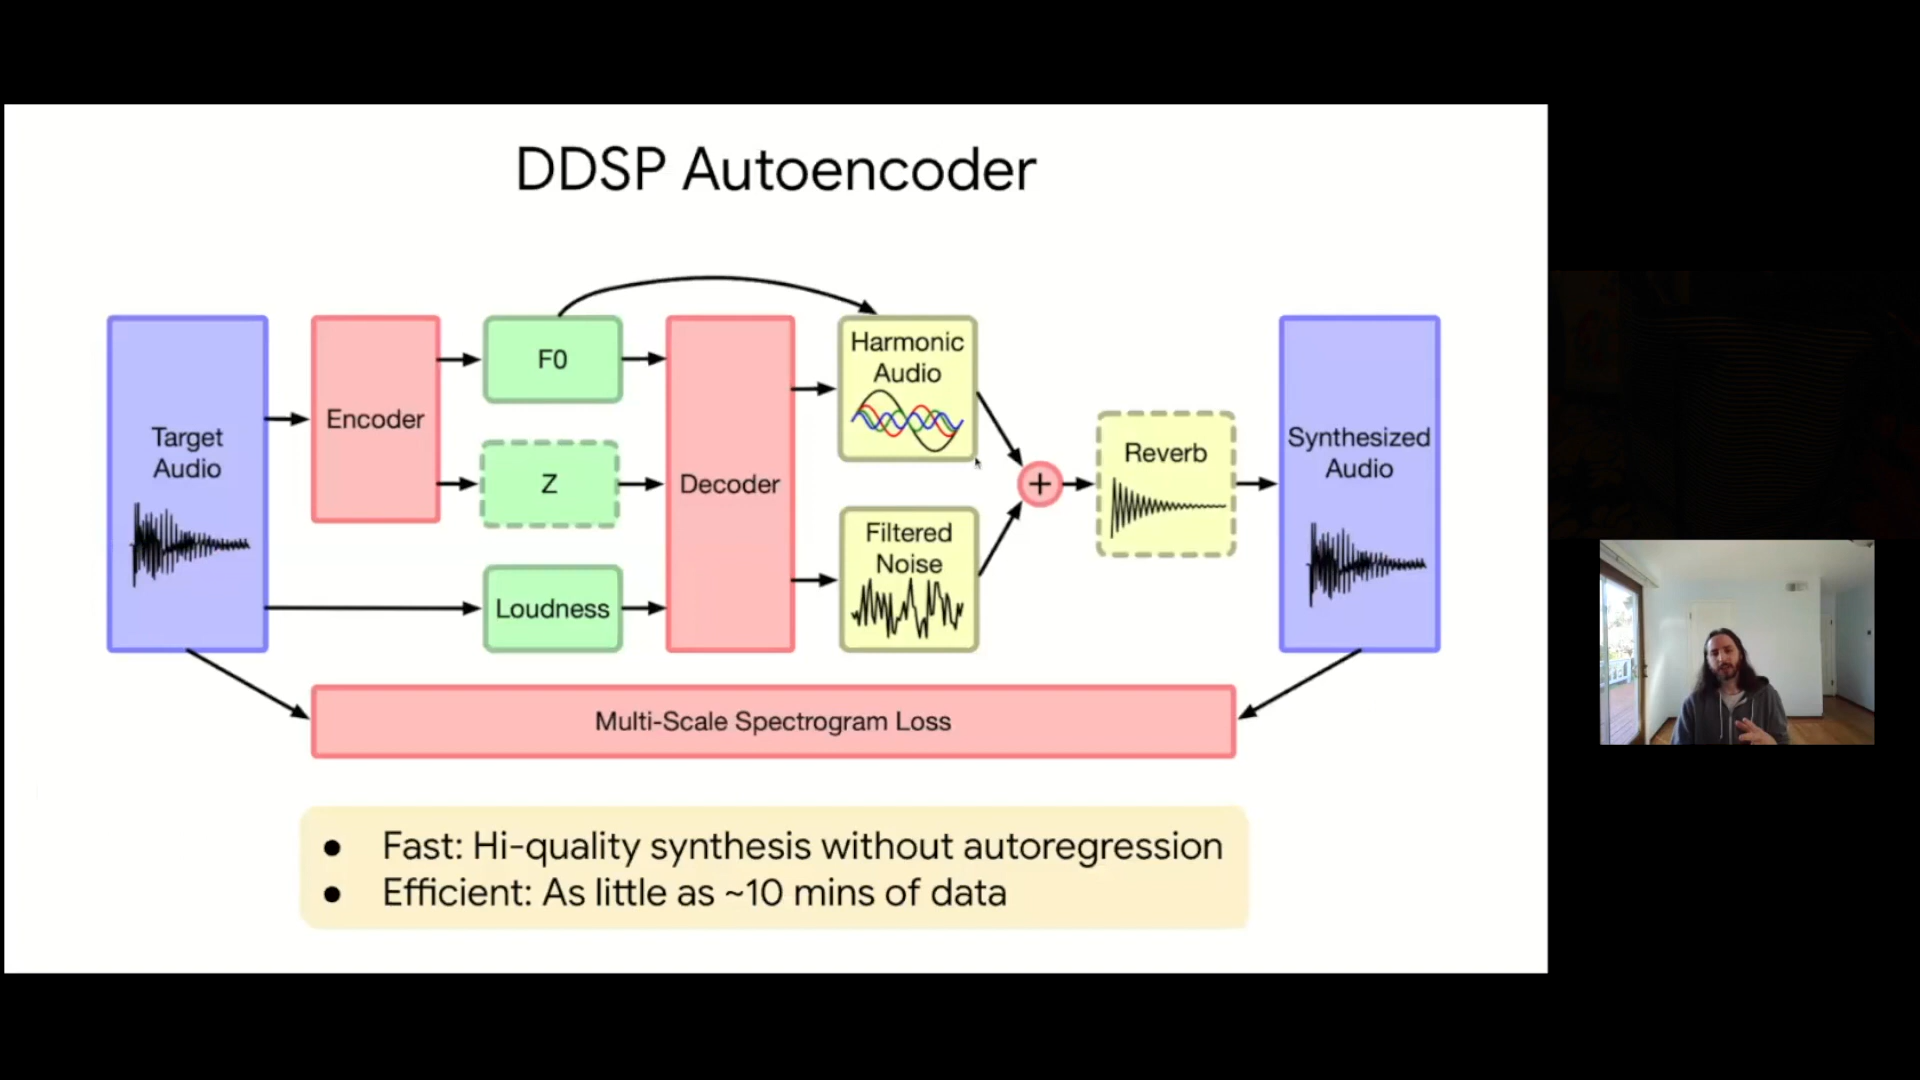 DDSP Autoencoder
Target
Audio
Encoder
F0
Z
Loudness
Decoder
Harmonic
Audio
Filtered
Noise
+
Reverb
Synthesized
Audio
Multi-Scale Spectrogram Loss
● Fast: Hi-quality synthesis without autoregression
● Efficient: As little as ~10 mins of data